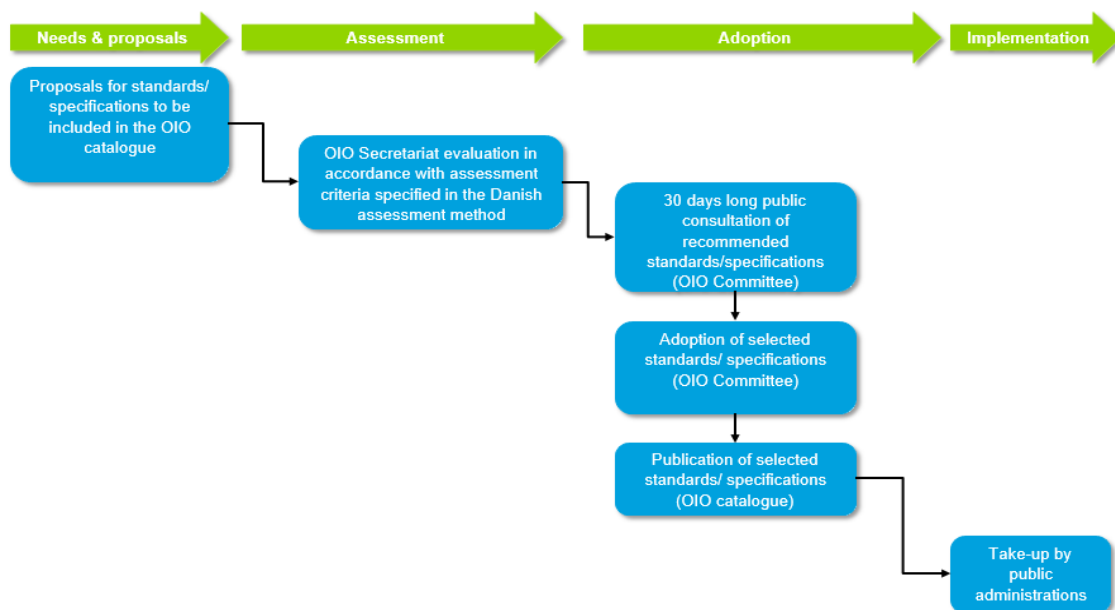 Needs & proposals
Assessment
Adoption
Implementation
Proposals for standards/
specifications to be
included in the OIO
catalogue
OIO Secretariat evaluation in
accordance with assessment
criteria specified in the Danish
assessment method
30 days long public
consultation of
recommended
standards/specifications
(OIO Committee)
Adoption of selected
standards/ specifications
(OIO Committee)
Publication of selected
standards/ specifications
(OIO catalogue)
Take-up by
public
administrations